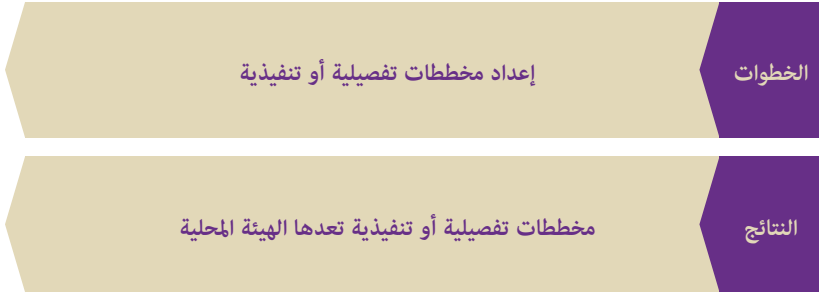 الخطوات
إعداد مخططات تفصيلية أو تنفيذية
النتائج
مخططات تفصيلية أو تنفيذية تعدها الهيئة المحلية